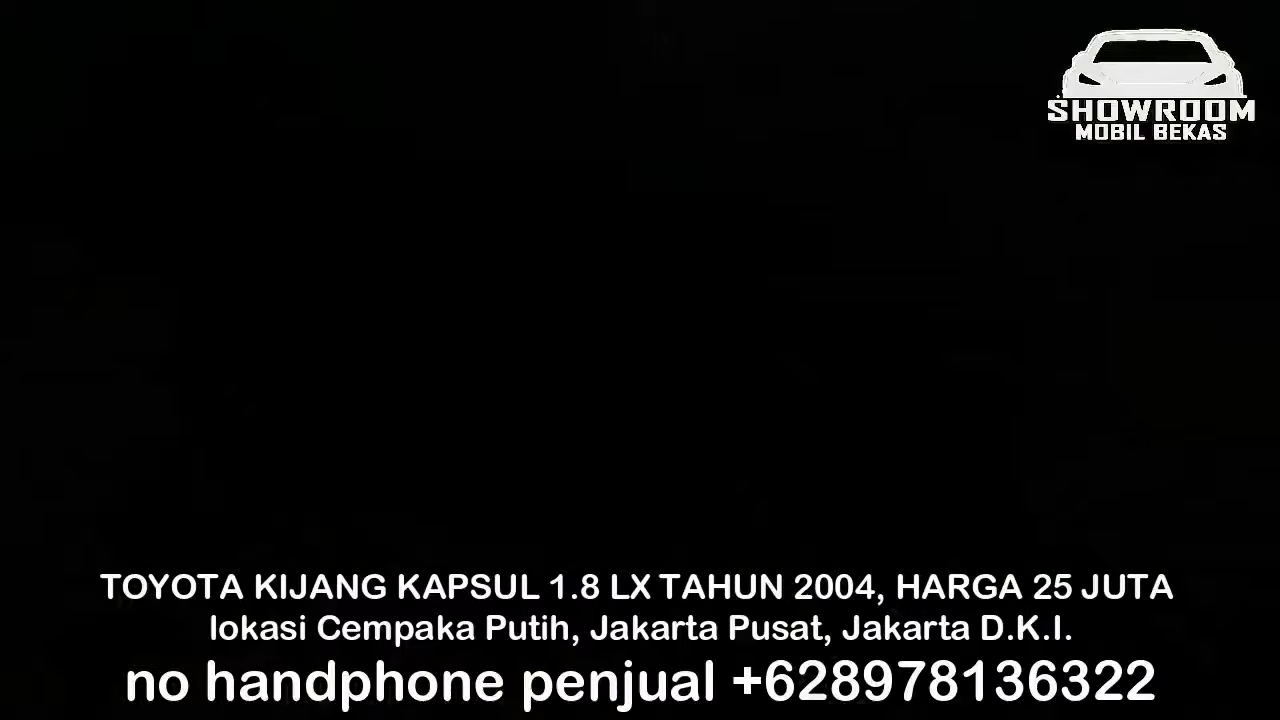 SHOWROOM
MOBIL BEKAS
TOYOTA KIJANG KAPSUL 1.8 LX TAHUN 2004, HARGA 25 JUTA
lokasi Cempaka Putih, Jakarta Pusat, Jakarta D.K.I.
no handphone penjual +628978136322